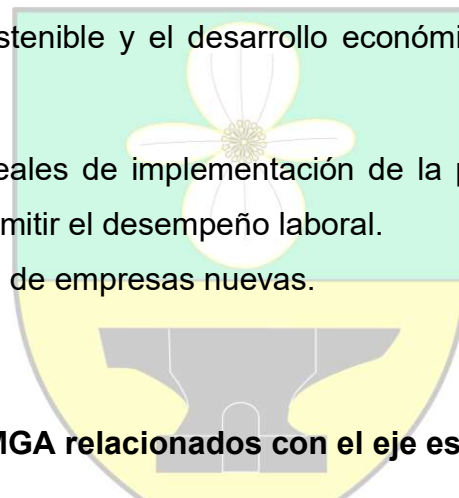 stenible y el desarrollo económi
eales de implementación de la p
mitir el desempeño laboral.
de empresas nuevas.
MGA relacionados con el eje es